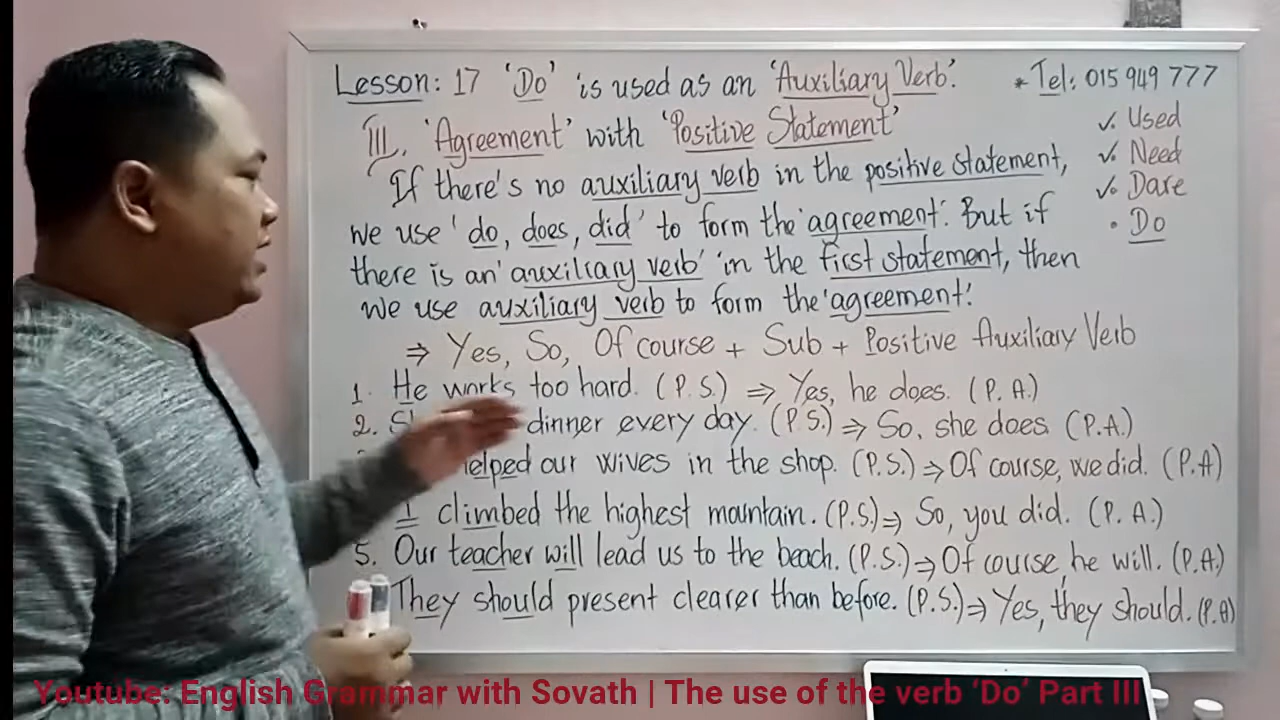 Lesson: 17 'Do' is used as an 'Auxiliary Verb'.
* Tel: 015 949 777
III. 'Agreement' with 'Positive Statement'
✓. Used
✓. Need
✓. Dare
• Do
If there's no auxiliary verb in the positive statement,
we use 'do, does, did' to form the 'agreement'. But if
there is an 'auxiliary verb' in the first statement, then
we use auxiliary verb to form the 'agreement'.
⇒ Yes, So, Of course + Sub + Positive Auxiliary Verb
1. He works too hard. (P.S.) ⇒ Yes, he does. (P.A.)
2. dinner every day. (P.S.) ⇒ So, she does (P.A.)
helped our wives in the shop. (P.S.) ⇒ Of course, we did. (P.A)
I climbed the highest mountain. (P.S.) ⇒ So, you did. (P.A.)
5. Our teacher will lead us to the beach. (P.S.) ⇒ Of course, he will. (P.A.)
They should present clearer than before. (P.S.) ⇒ Yes, they should. (P.A)
Youtube: English Grammar with Sovath | The use of the verb 'Do' Part III